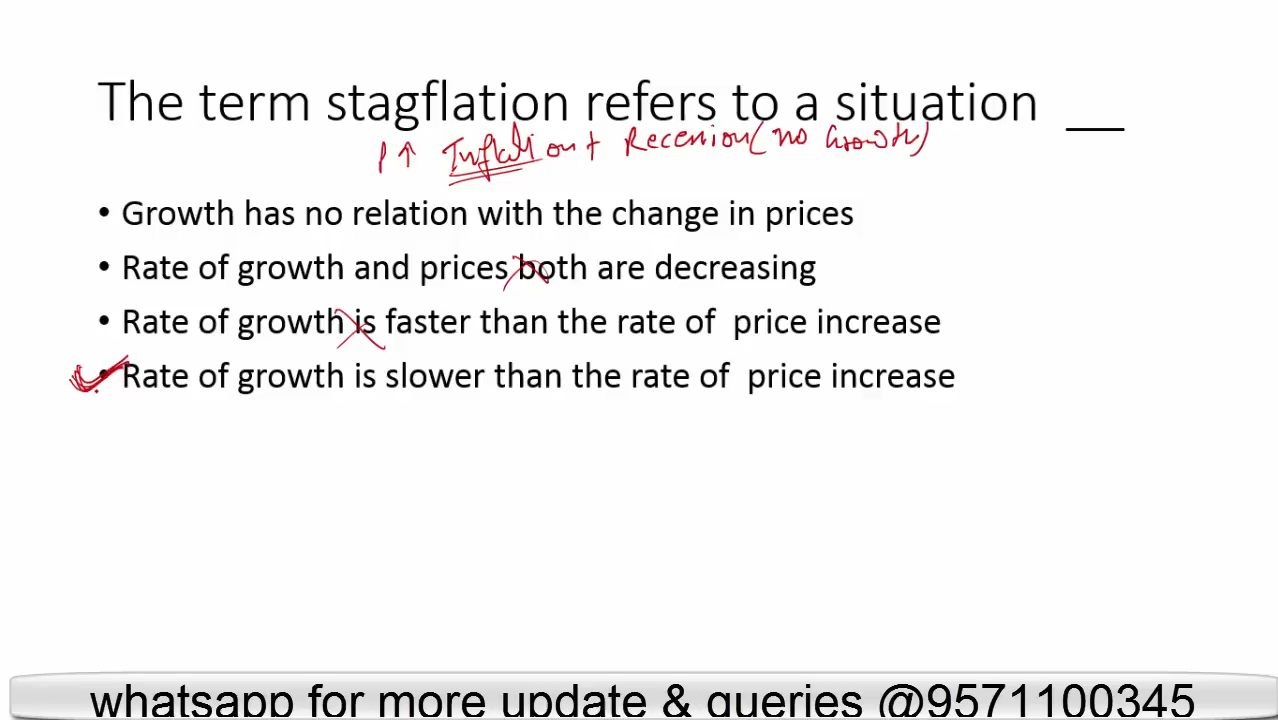 The term stagflation refers to a situation __
P ↑ Inflation + Recession (no Growth)
• Growth has no relation with the change in prices
• Rate of growth and prices both are decreasing
• Rate of growth is faster than the rate of price increase
• Rate of growth is slower than the rate of price increase
whatsapp for more update & queries @9571100345